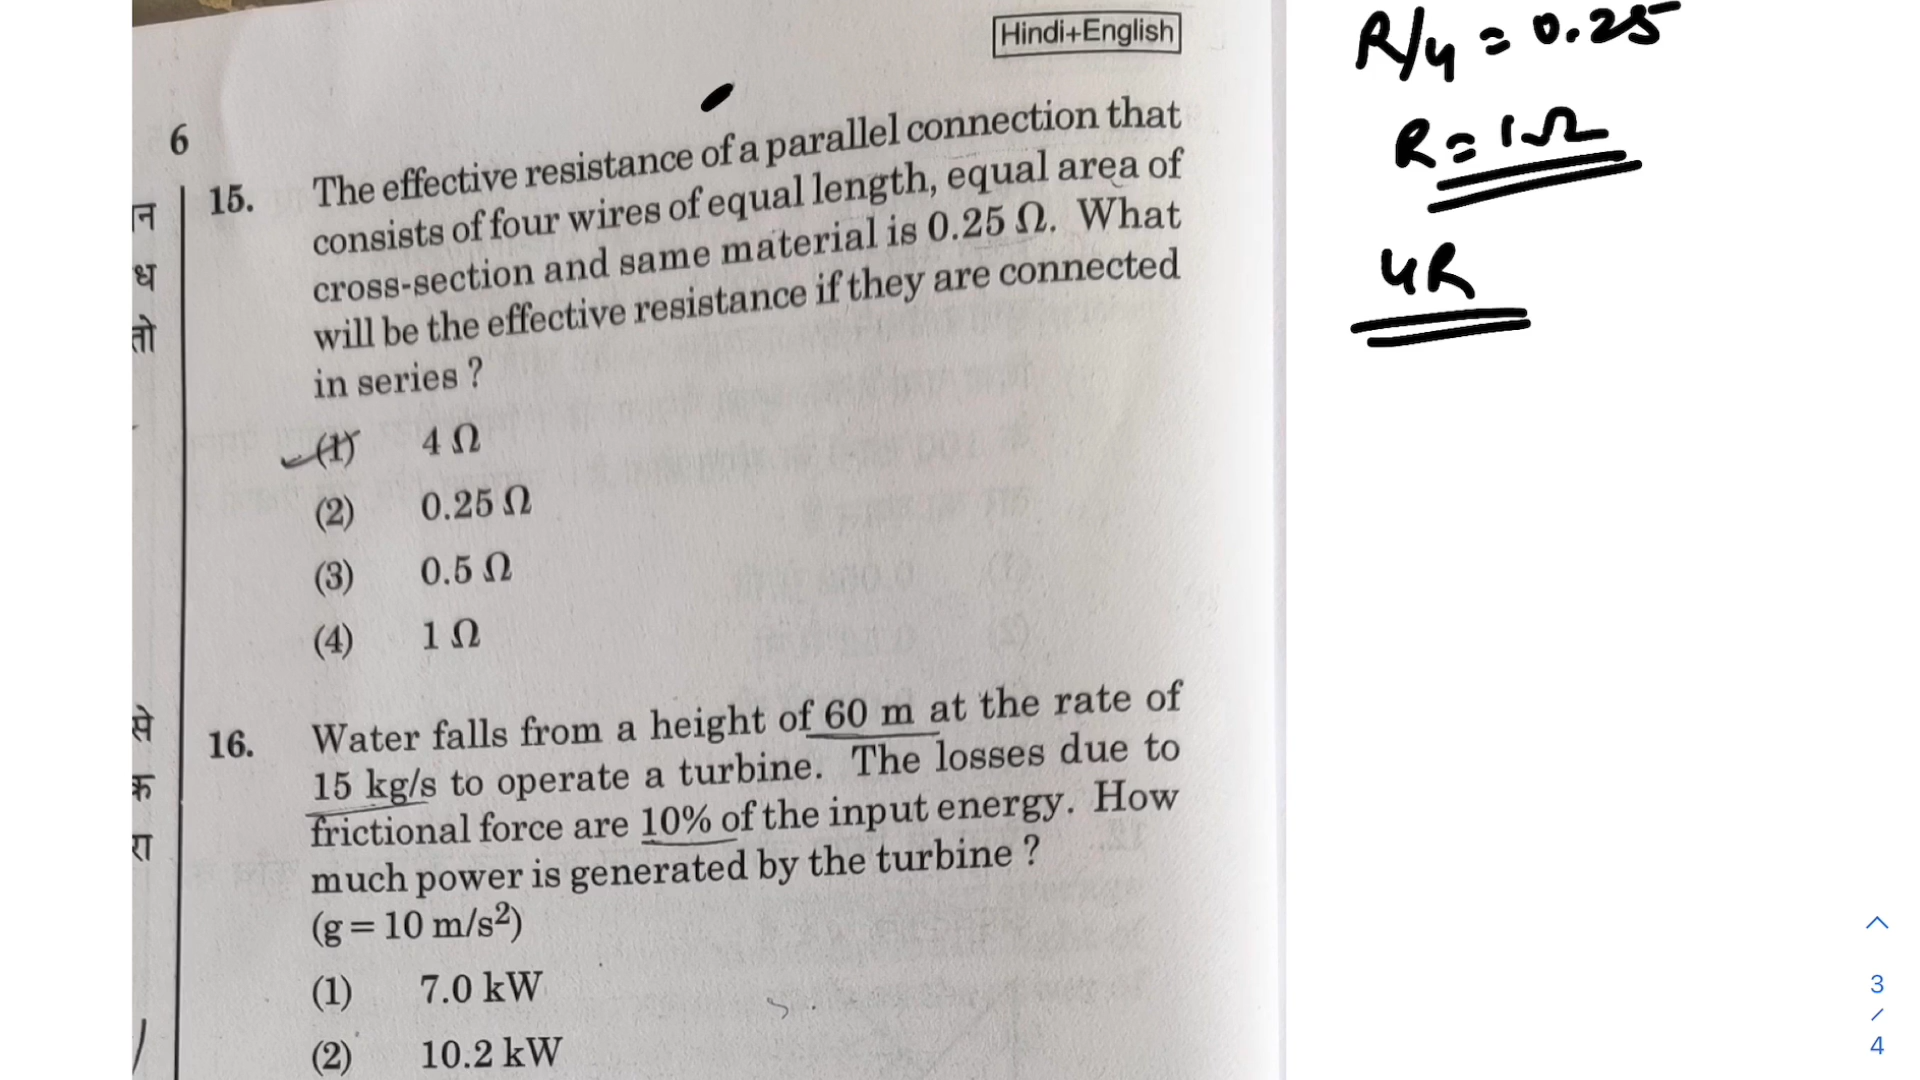 Hindi+English
6
न
ध
तो
से
क
रा
15. The effective resistance of a parallel connection that
consists of four wires of equal length, equal area of
cross-section and same material is 0.25 Ω. What
will be the effective resistance if they are connected
in series ?
(1) 4 Ω
(2) 0.25 Ω
(3) 0.5 Ω
(4) 1 Ω
16. Water falls from a height of 60 m at the rate of
15 kg/s to operate a turbine. The losses due to
frictional force are 10% of the input energy. How
much power is generated by the turbine ?
(g = 10 m/s²)
(1) 7.0 kW
(2) 10.2 kW
R/4 = 0.25
R = 1Ω
4R
3
/
4